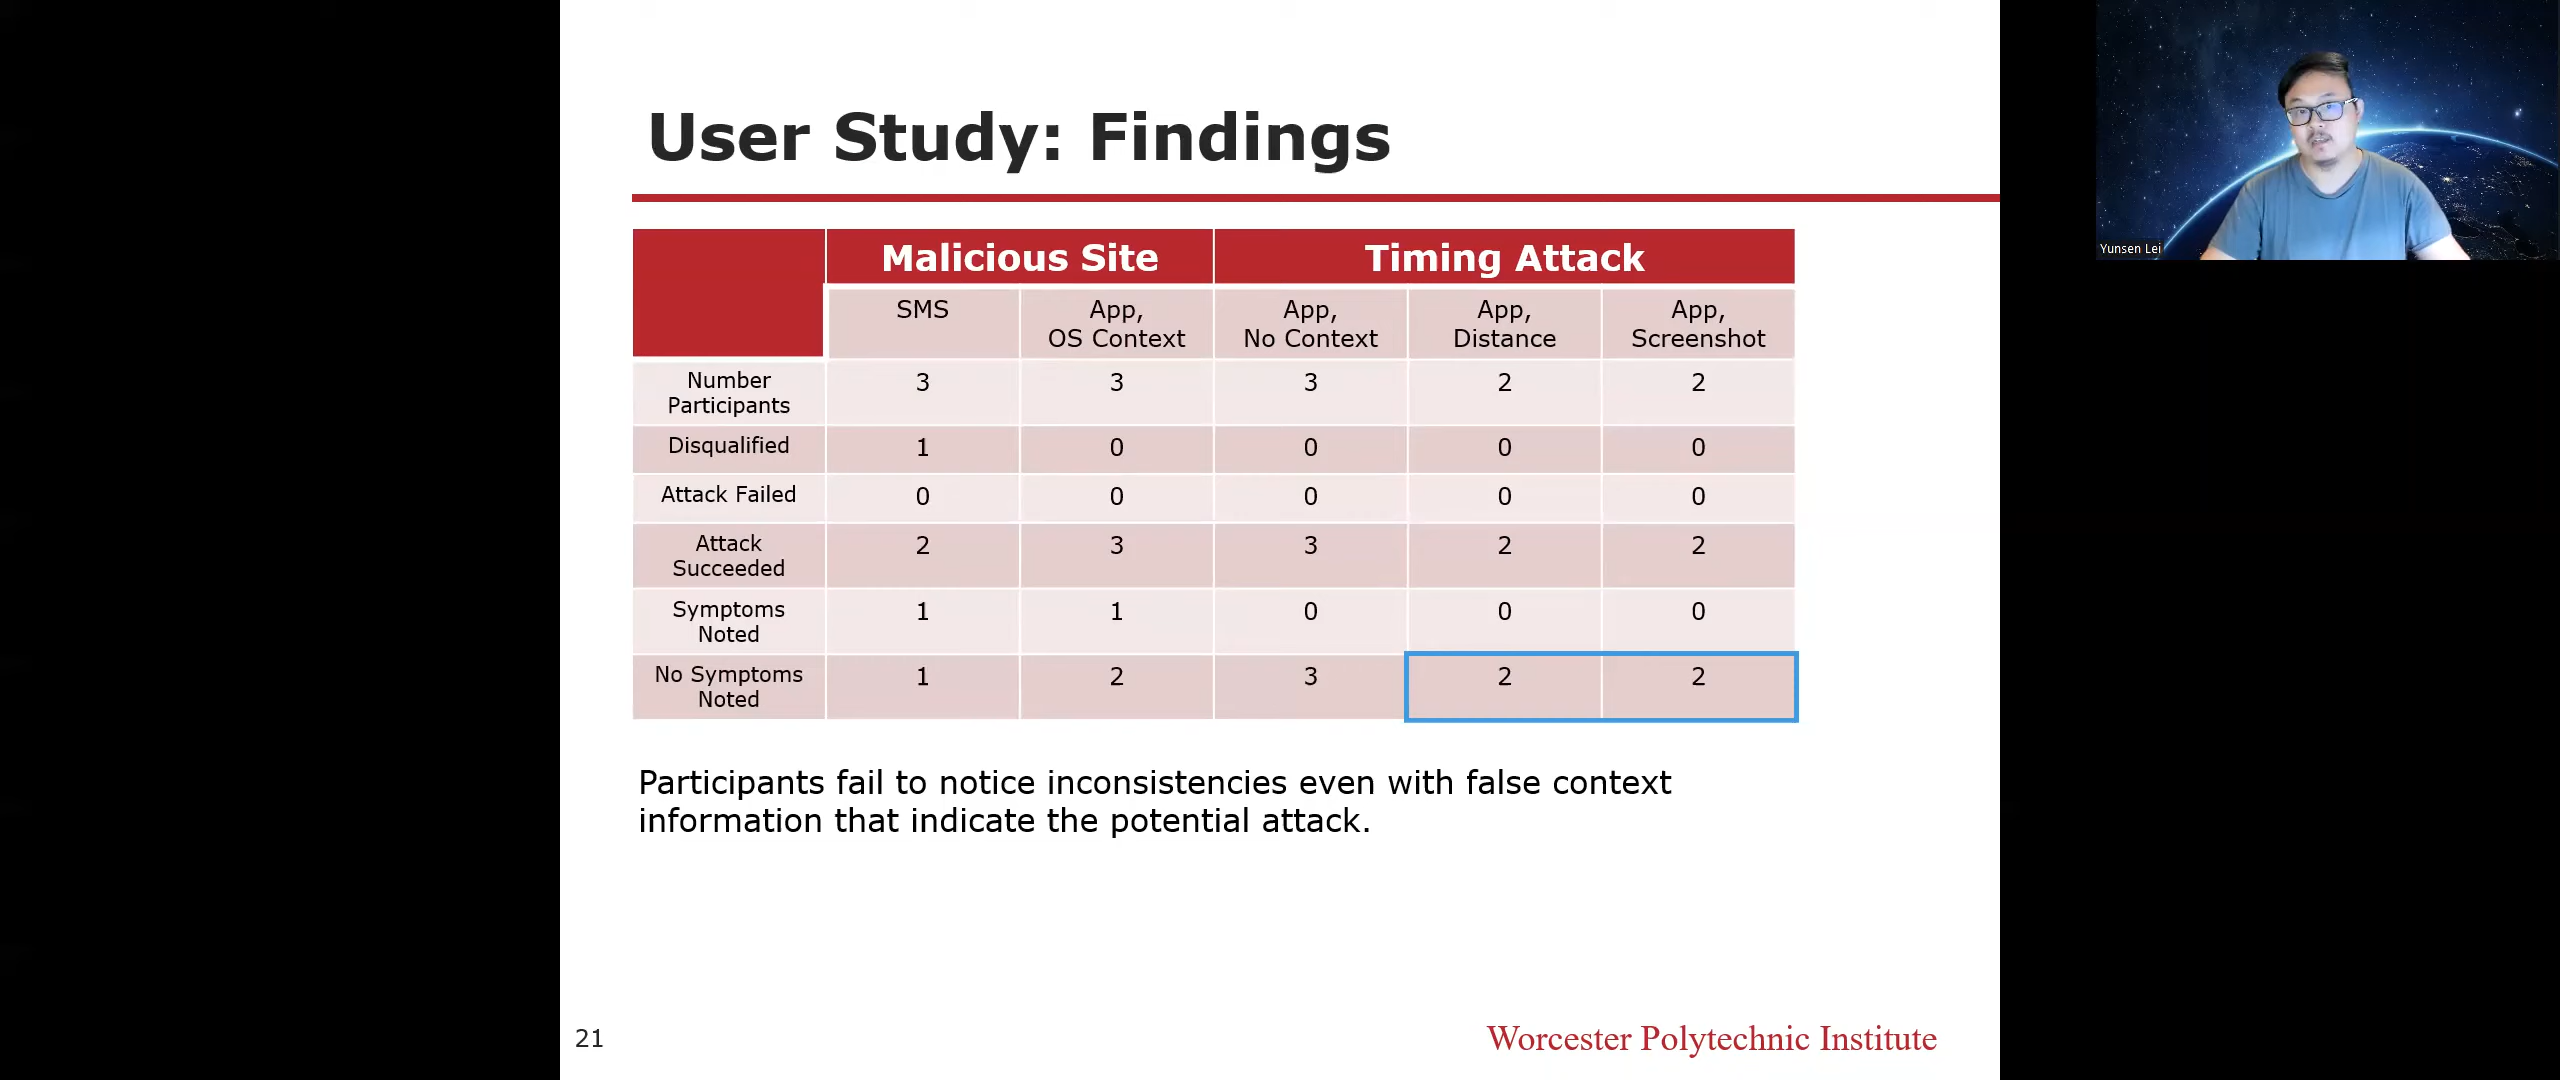 User Study: Findings
Malicious Site Timing Attack
SMS App, OS Context App, No Context App, Distance App, Screenshot
Number Participants 3 3 3 2 2
Disqualified 1 0 0 0 0
Attack Failed 0 0 0 0 0
Attack Succeeded 2 3 3 2 2
Symptoms Noted 1 1 0 0 0
No Symptoms Noted 1 2 3 2 2
Participants fail to notice inconsistencies even with false context
information that indicate the potential attack.
21
Worcester Polytechnic Institute
Yunsen Lei